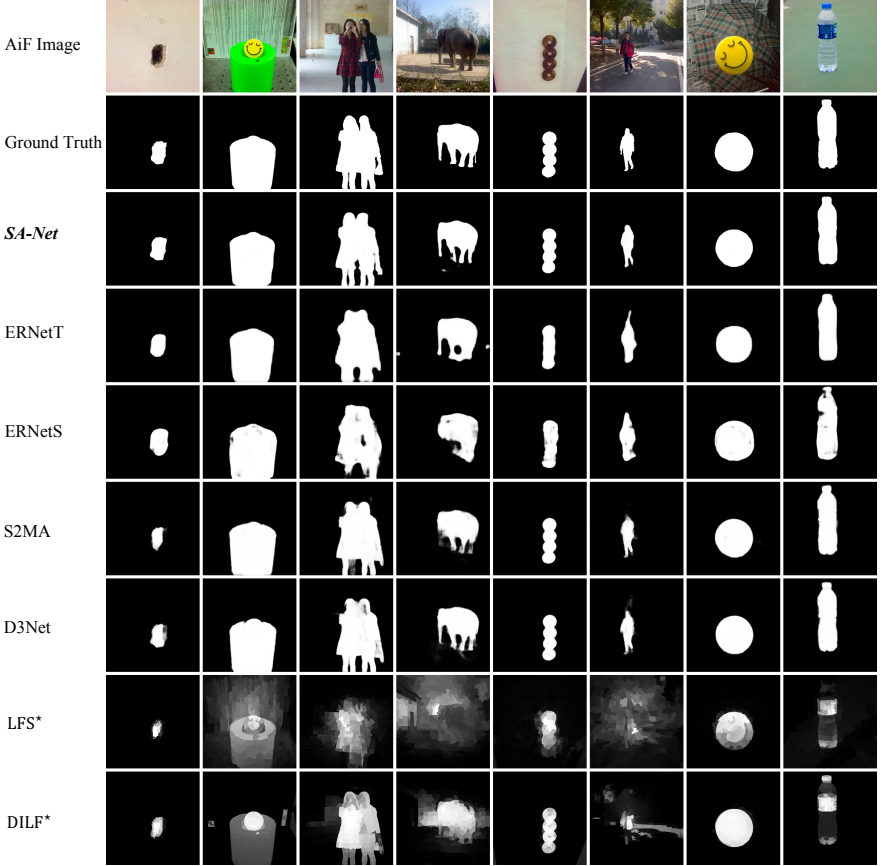 AiF Image
Ground Truth
SA-Net
ERNetT
ERNetS
S2MA
D3Net
LFS★
DILF★